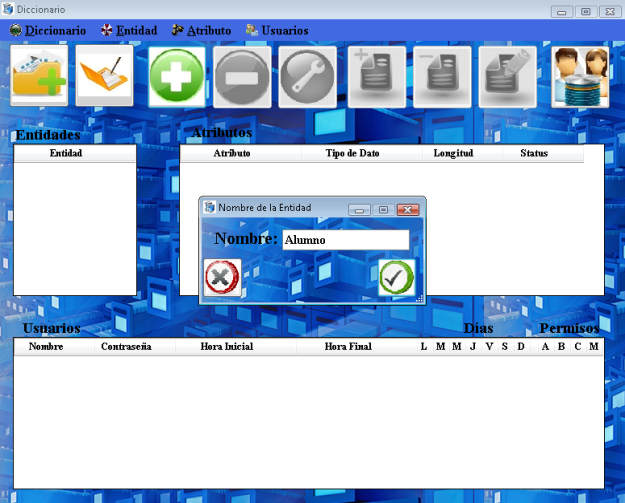 Diccionario
Diccionario Entidad Atributo Usuarios
Entidades Atributos
Entidad Atributo Tipo de Dato Longitud Status
Nombre de la Entidad
Nombre: Alumno
Usuarios Días Permisos
Nombre Contraseña Hora Inicial Hora Final L M M J V S D A B C M